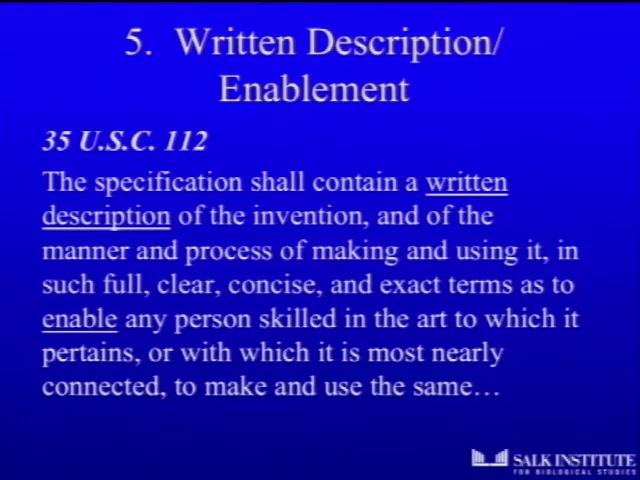 5. Written Description/
Enablement
35 U.S.C. 112
The specification shall contain a written
description of the invention, and of the
manner and process of making and using it, in
such full, clear, concise, and exact terms as to
enable any person skilled in the art to which it
pertains, or with which it is most nearly
connected, to make and use the same…
SALK INSTITUTE
FOR BIOLOGICAL STUDIES